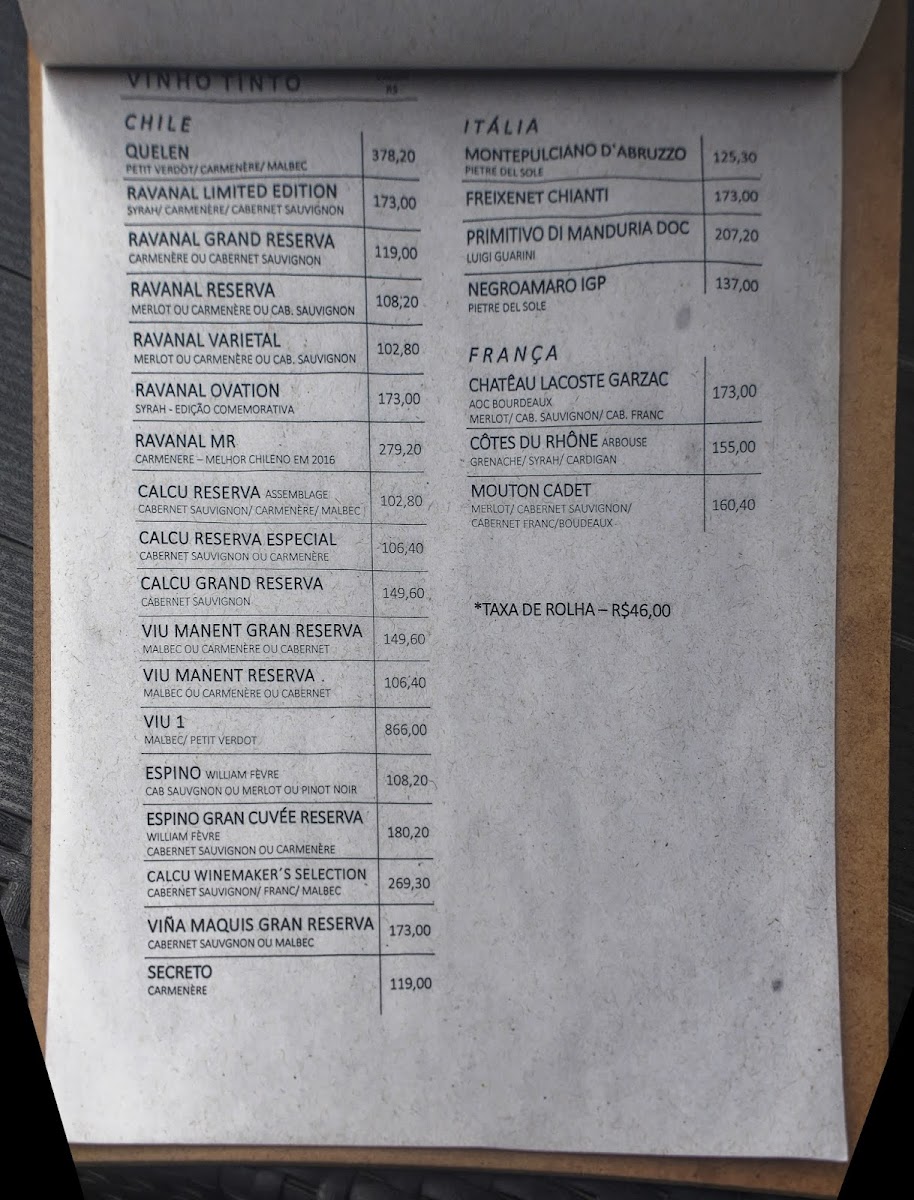 VINHO TINTO
R$
CHILE
QUELEN 378,20
PETIT VERDOT/ CARMENÈRE/ MALBEC
RAVANAL LIMITED EDITION 173,00
SYRAH/ CARMENÈRE/ CABERNET SAUVIGNON
RAVANAL GRAND RESERVA 119,00
CARMENÈRE OU CABERNET SAUVIGNON
RAVANAL RESERVA 108,20
MERLOT OU CARMENÈRE OU CAB. SAUVIGNON
RAVANAL VARIETAL 102,80
MERLOT OU CARMENÈRE OU CAB. SAUVIGNON
RAVANAL OVATION 173,00
SYRAH - EDIÇÃO COMEMORATIVA
RAVANAL MR 279,20
CARMENERE – MELHOR CHILENO EM 2016
CALCU RESERVA ASSEMBLAGE 102,80
CABERNET SAUVIGNON/ CARMENÈRE/ MALBEC
CALCU RESERVA ESPECIAL 106,40
CABERNET SAUVIGNON OU CARMENÈRE
CALCU GRAND RESERVA 149,60
CABERNET SAUVIGNON
VIU MANENT GRAN RESERVA 149,60
MALBEC OU CARMENÈRE OU CABERNET
VIU MANENT RESERVA . 106,40
MALBEC OU CARMENÈRE OU CABERNET
VIU 1 866,00
MALBEC/ PETIT VERDOT
ESPINO WILLIAM FÈVRE 108,20
CAB SAUVGNON OU MERLOT OU PINOT NOIR
ESPINO GRAN CUVÉE RESERVA 180,20
WILLIAM FÈVRE
CABERNET SAUVIGNON OU CARMENÈRE
CALCU WINEMAKER´S SELECTION 269,30
CABERNET SAUVIGNON/ FRANC/ MALBEC
VIÑA MAQUIS GRAN RESERVA 173,00
CABERNET SAUVGNON OU MALBEC
SECRETO 119,00
CARMENÈRE
ITÁLIA
MONTEPULCIANO D'ABRUZZO 125,30
PIETRE DEL SOLE
FREIXENET CHIANTI 173,00
PRIMITIVO DI MANDURIA DOC 207,20
LUIGI GUARINI
NEGROAMARO IGP 137,00
PIETRE DEL SOLE
FRANÇA
CHATÊAU LACOSTE GARZAC 173,00
AOC BOURDEAUX
MERLOT/ CAB. SAUVIGNON/ CAB. FRANC
CÔTES DU RHÔNE ARBOUSE 155,00
GRENACHE/ SYRAH/ CARDIGAN
MOUTON CADET 160,40
MERLOT/ CABERNET SAUVIGNON/
CABERNET FRANC/BOUDEAUX
*TAXA DE ROLHA – R$46,00